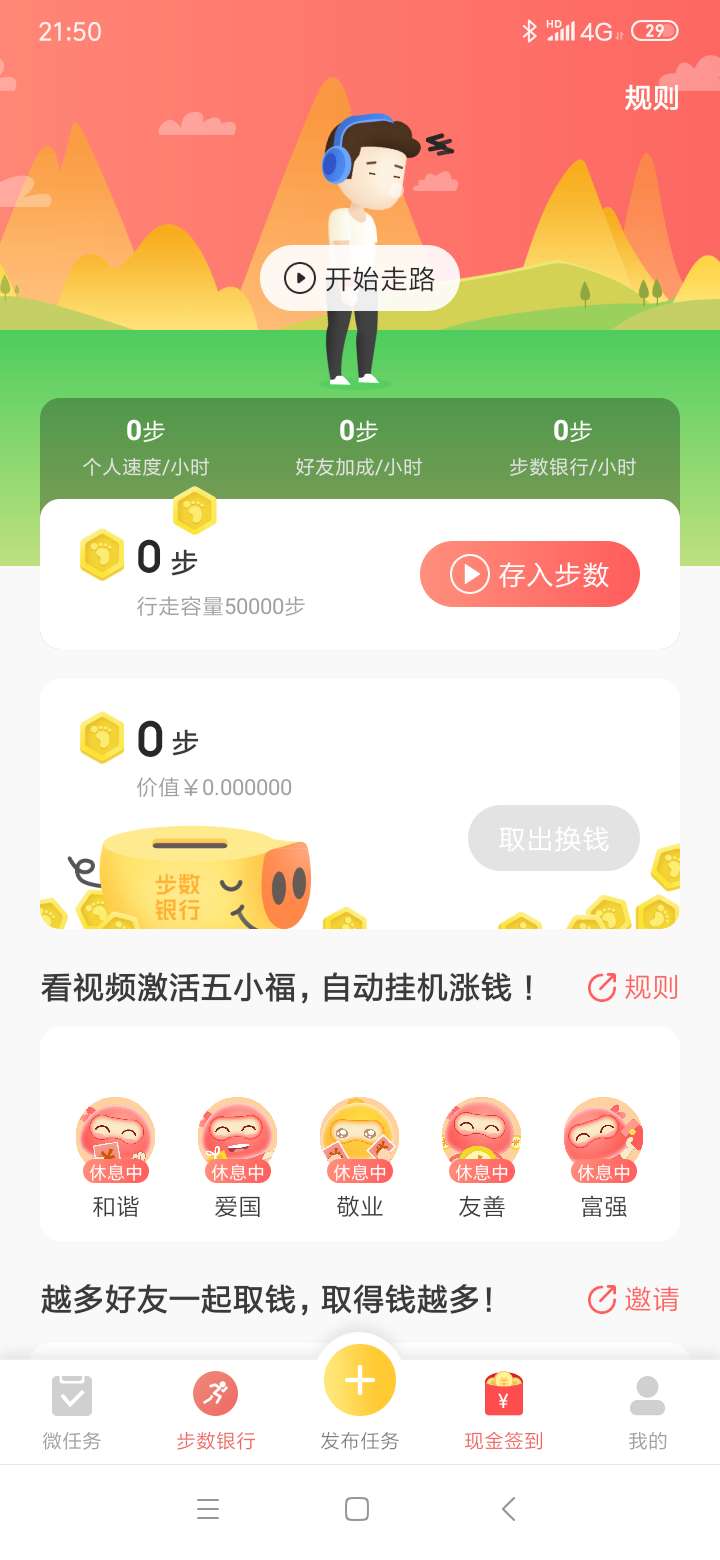 21:50
HD 4G 29
规则
开始走路
0步 0步 0步
个人速度/小时 好友加成/小时 步数银行/小时
0 步
存入步数
行走容量50000步
0 步
价值￥0.000000
取出换钱
步数
银行
看视频激活五小福，自动挂机涨钱！ 规则
休息中 休息中 休息中 休息中 休息中
和谐 爱国 敬业 友善 富强
越多好友一起取钱，取得钱越多！ 邀请
¥
微任务 步数银行 发布任务 现金签到 我的